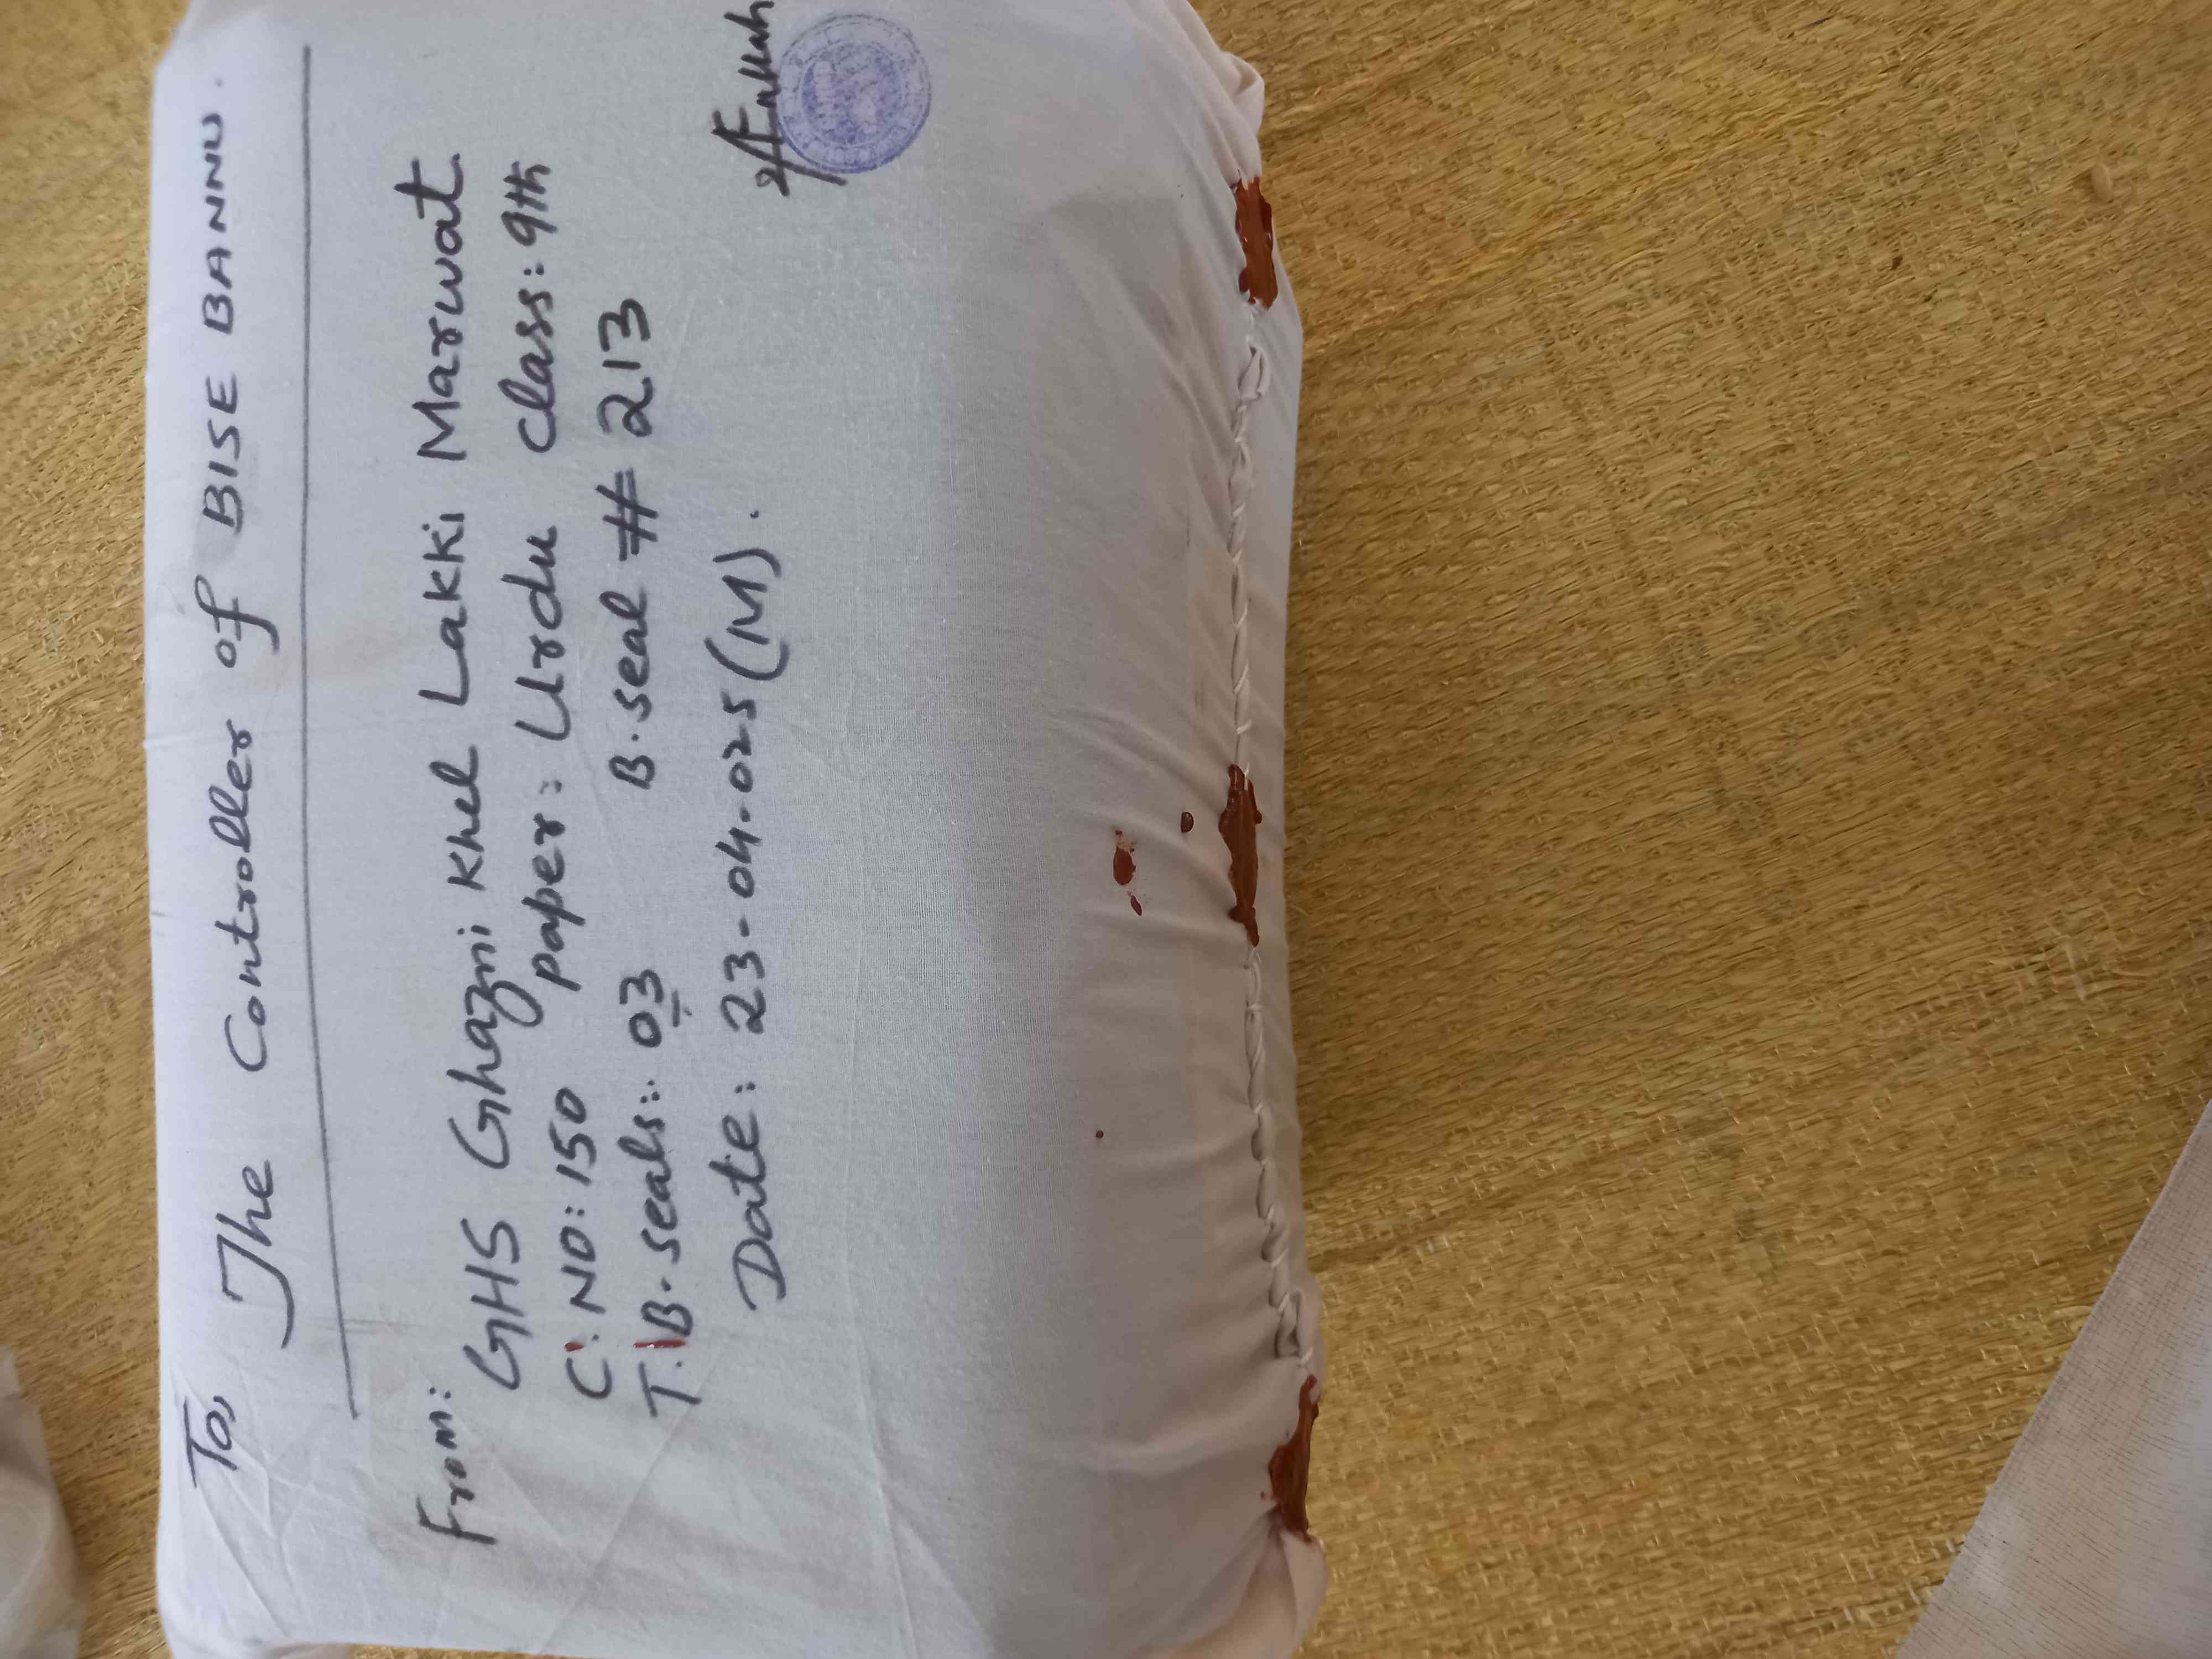 To,
The Controller of BISE BANNU.
From:
GHS Ghazni Khel Lakki Marwat
C: NO: 150 paper: Urdu class: 9th
T.B. seals: 03 B. seal # 213
Date: 23-04-025 (M).